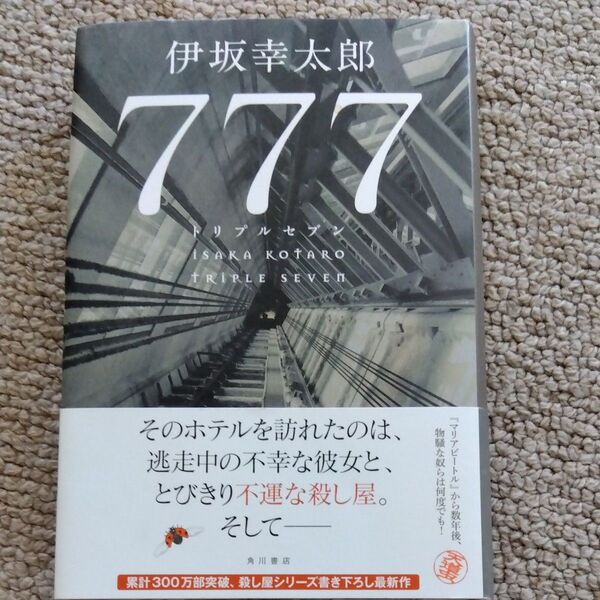 伊坂幸太郎
777
トリプルセブン
ISAKA KOTARO
TRIPLE SEVEN
そのホテルを訪れたのは、
逃走中の不幸な彼女と、
とびきり不運な殺し屋。
そして――
『マリアビートル』から数年後、
物騒な奴らは何度でも!
角川書店
累計300万部突破、殺し屋シリーズ書き下ろし最新作